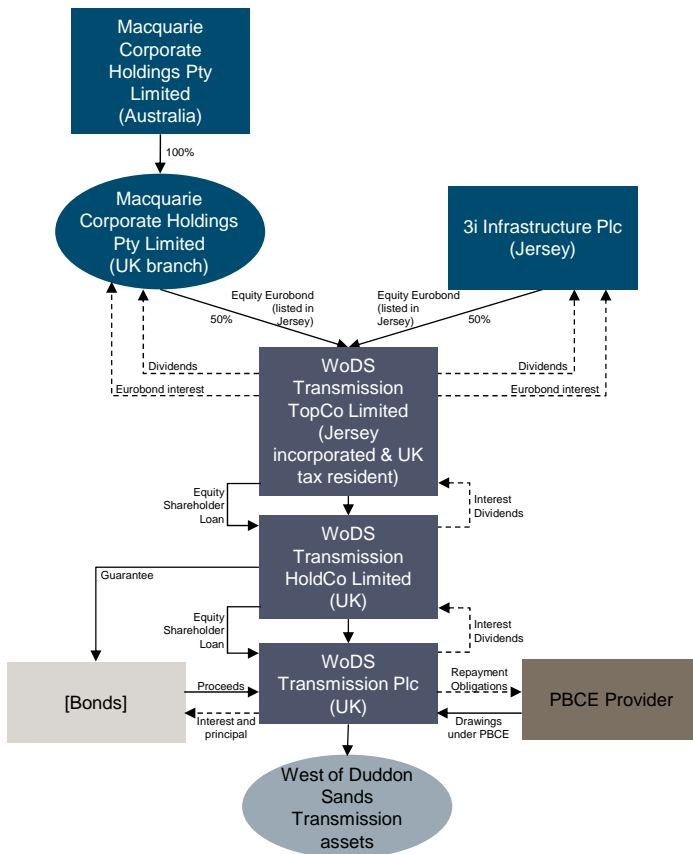 Macquarie
Corporate
Holdings Pty
Limited
(Australia)
100%
Macquarie
Corporate Holdings
Pty Limited
(UK branch)
3i Infrastructure Plc
(Jersey)
Equity Eurobond
(listed in
Jersey)
50%
Equity Eurobond
(listed in
Jersey)
50%
Dividends
Eurobond interest
WoDS
Transmission
TopCo Limited
(Jersey
incorporated & UK
tax resident)
Dividends
Eurobond interest
Equity
Shareholder
Loan
Interest
Dividends
WoDS
Transmission
HoldCo Limited
(UK)
Guarantee
Equity
Shareholder
Loan
Interest
Dividends
[Bonds]
Proceeds
Interest and
principal
WoDS
Transmission Plc
(UK)
Repayment
Obligations
Drawings
under PBCE
PBCE Provider
West of Duddon
Sands
Transmission
assets